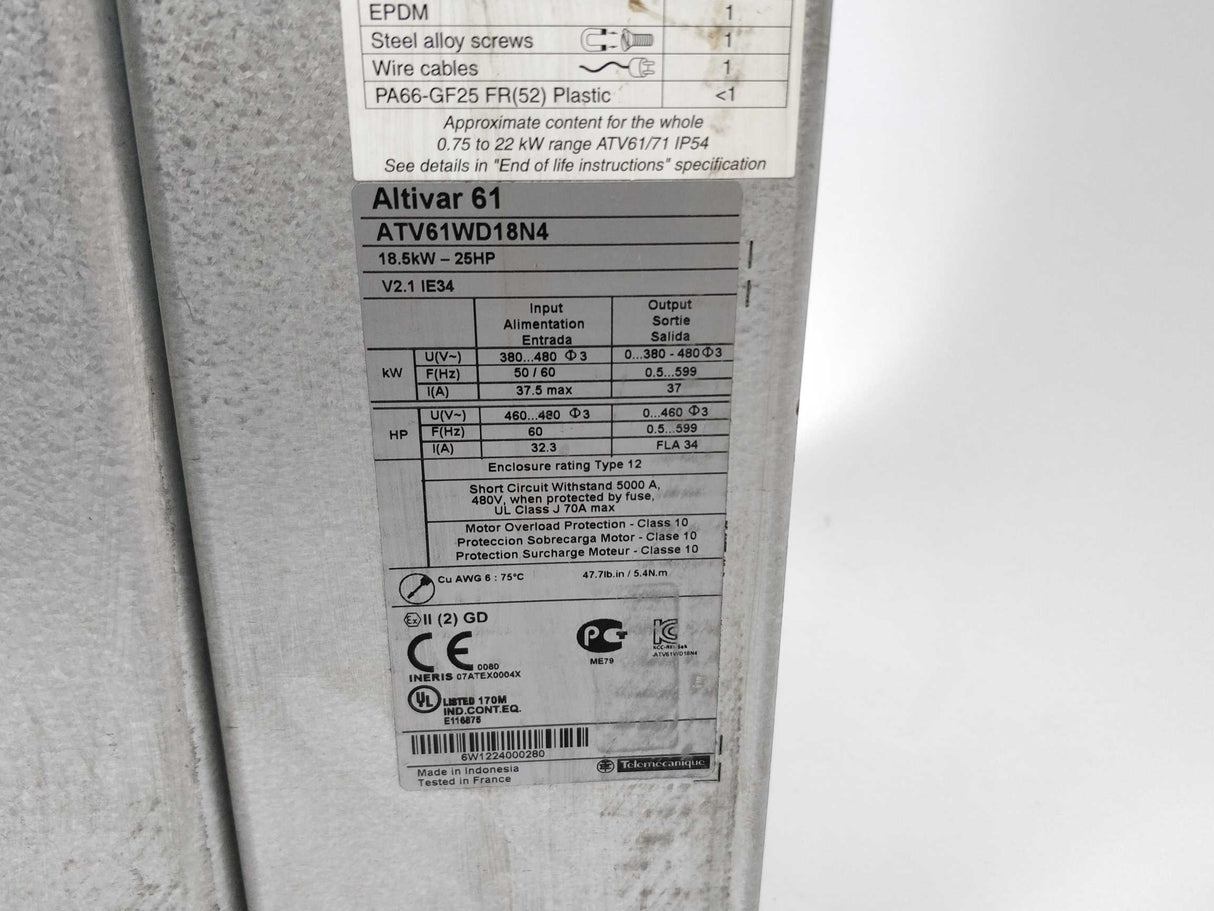 EPDM 1
Steel alloy screws 1
Wire cables 1
PA66-GF25 FR(52) Plastic <1
Approximate content for the whole
0.75 to 22 kW range ATV61/71 IP54
See details in "End of life instructions" specification
Altivar 61
ATV61WD18N4
18.5kW – 25HP
V2.1 IE34
Input Output
Alimentation Sortie
Entrada Salida
kW U(V~) 380...480 Φ3 0...380 - 480Φ3
F(Hz) 50 / 60 0.5...599
I(A) 37.5 max 37
HP U(V~) 460...480 Φ3 0...460 Φ3
F(Hz) 60 0.5...599
I(A) 32.3 FLA 34
Enclosure rating Type 12
Short Circuit Withstand 5000 A,
480V, when protected by fuse,
UL Class J 70A max
Motor Overload Protection - Class 10
Proteccion Sobrecarga Motor - Clase 10
Protection Surcharge Moteur - Classe 10
Cu AWG 6 : 75°C 47.7lb.in / 5.4N.m
Ex II (2) GD
CE 0080
INERIS 07ATEX0004X
PG
ME79
KC
-ATV61WD18N4
UL LISTED 170M
IND.CONT.EQ.
E116875
6W1224000280
Made in Indonesia
Tested in France
Telemecanique